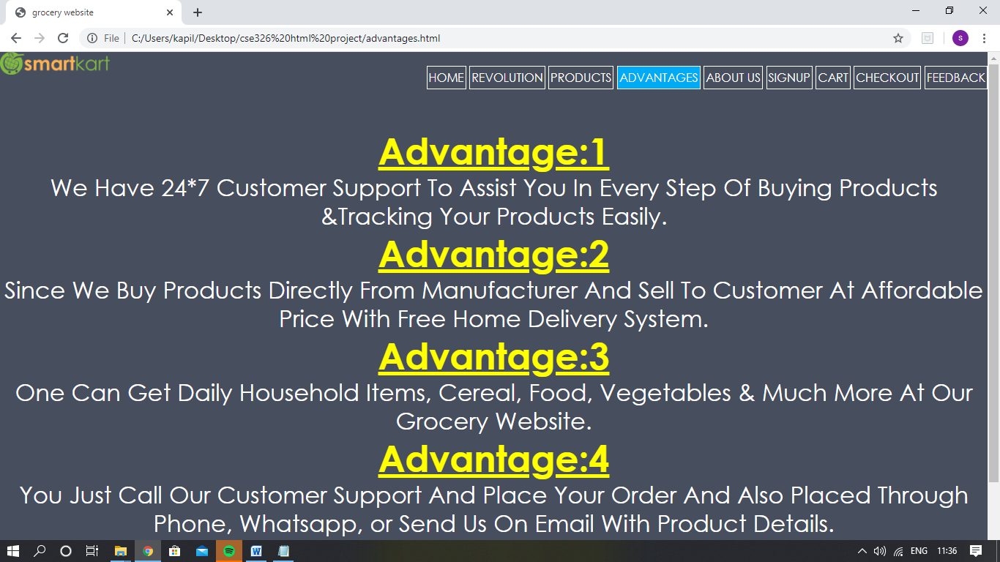 grocery website
File
C:/Users/kapil/Desktop/cse326%20html%20project/advantages.html
s
smartkart
HOME REVOLUTION PRODUCTS ADVANTAGES ABOUT US SIGNUP CART CHECKOUT FEEDBACK
Advantage:1
We Have 24*7 Customer Support To Assist You In Every Step Of Buying Products
&Tracking Your Products Easily.
Advantage:2
Since We Buy Products Directly From Manufacturer And Sell To Customer At Affordable
Price With Free Home Delivery System.
Advantage:3
One Can Get Daily Household Items, Cereal, Food, Vegetables & Much More At Our
Grocery Website.
Advantage:4
You Just Call Our Customer Support And Place Your Order And Also Placed Through
Phone, Whatsapp, or Send Us On Email With Product Details.
W
ENG 11:36